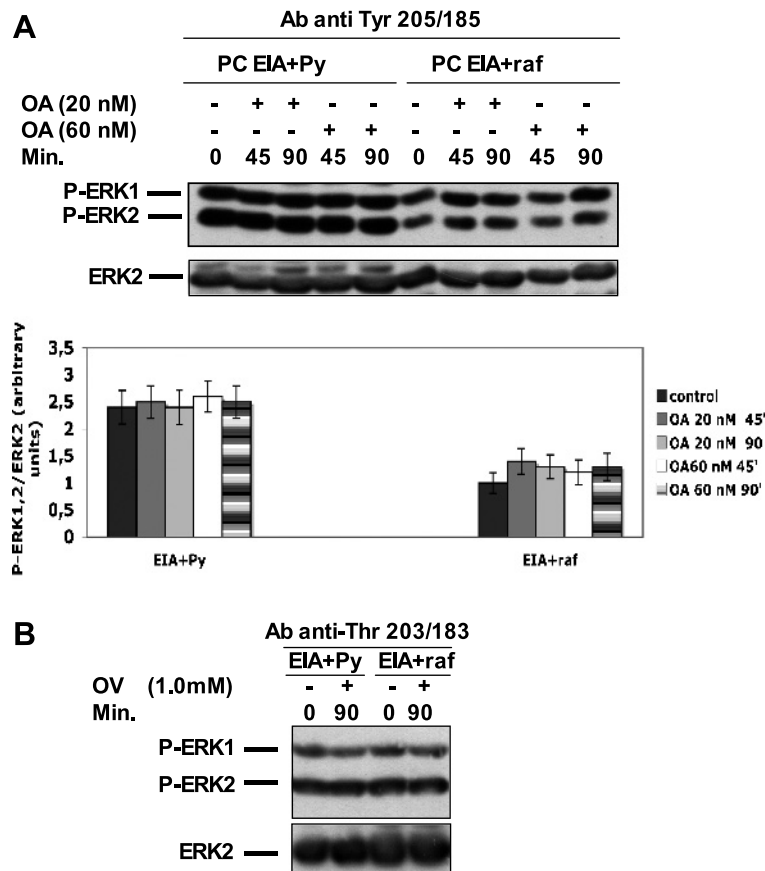 A
Ab anti Tyr 205/185
PC EIA+Py PC EIA+raf
OA (20 nM) - + + - - - + + - -
OA (60 nM) - - - + + - - - + +
Min. 0 45 90 45 90 0 45 90 45 90
P-ERK1
P-ERK2
ERK2
P-ERK1,2/ERK2 (arbitrary units)
3,5
3
2,5
2
1,5
1
0,5
0
EIA+Py EIA+raf
control
OA 20 nM 45'
OA 20 nM 90
OA60 nM 45'
OA 60 nM 90'
B
Ab anti-Thr 203/183
EIA+Py EIA+raf
OV (1.0mM) - + - +
Min. 0 90 0 90
P-ERK1
P-ERK2
ERK2